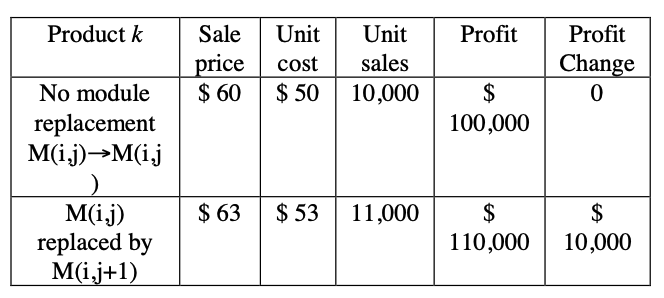 Product k Sale price Unit cost Unit sales Profit Profit Change
No module replacement M(i,j)→M(i,j) $ 60 $ 50 10,000 $ 100,000 0
M(i,j) replaced by M(i,j+1) $ 63 $ 53 11,000 $ 110,000 $ 10,000